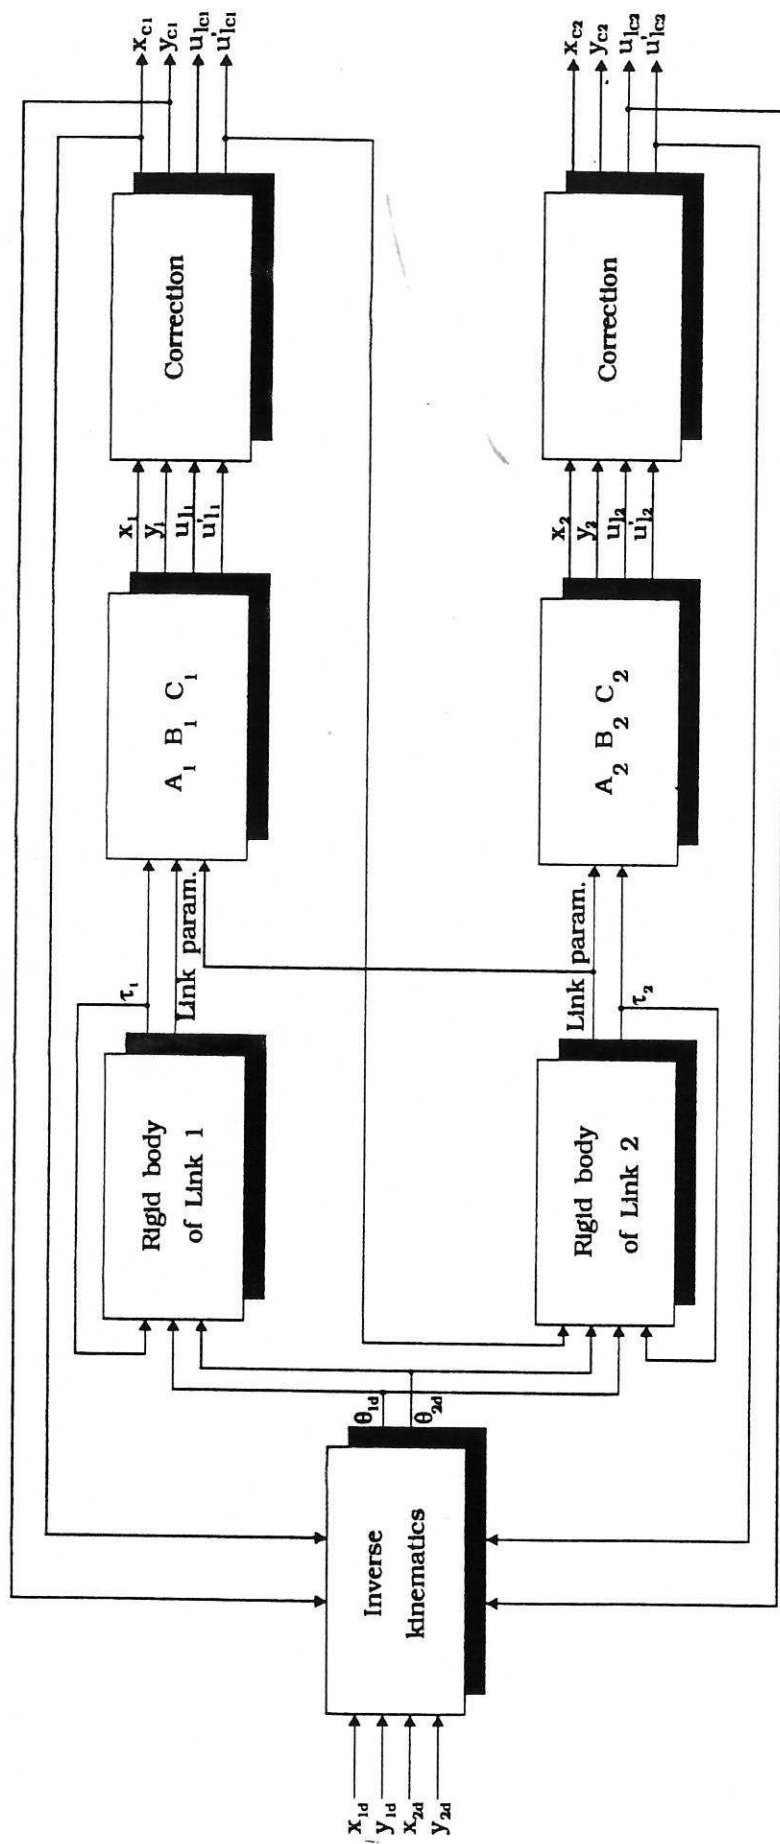 x1d
y1d
x2d
y2d
Inverse
kinematics
θ1d
θ2d
Rigid body
of Link 1
τ1
Link param.
A1 B1 C1
x1
y1
ul1
u'l1
Correction
xC1
yC1
ulC1
u'lC1
Rigid body
of Link 2
Link param.
τ2
A2 B2 C2
x2
y2
ul2
u'l2
Correction
xC2
yC2
ulC2
u'lC2